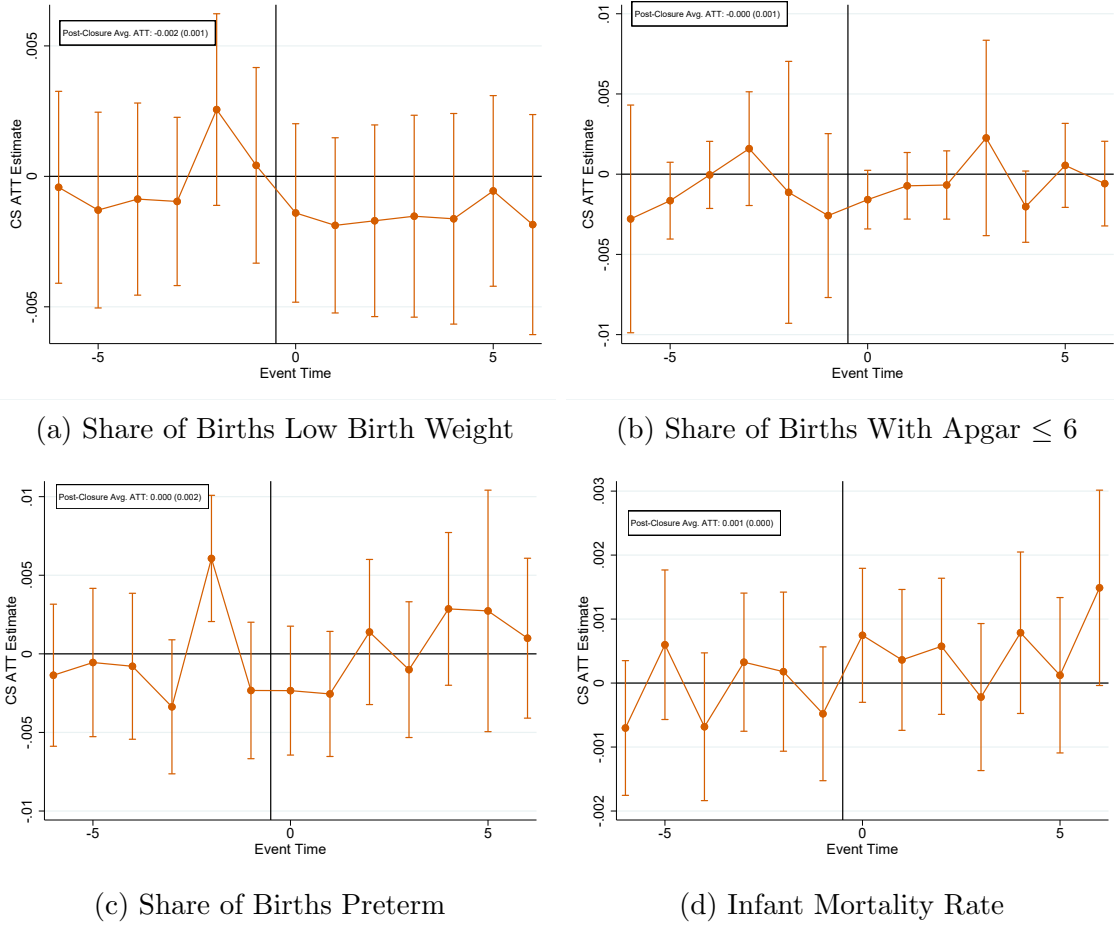 Post-Closure Avg. ATT: -0.002 (0.001)
CS ATT Estimate
.005
0
-.005
-5
0
5
Event Time
(a) Share of Births Low Birth Weight
Post-Closure Avg. ATT: -0.000 (0.001)
CS ATT Estimate
.01
.005
0
-.005
-.01
-5
0
5
Event Time
(b) Share of Births With Apgar ≤ 6
Post-Closure Avg. ATT: 0.000 (0.002)
CS ATT Estimate
.01
.005
0
-.005
-.01
-5
0
5
Event Time
(c) Share of Births Preterm
Post-Closure Avg. ATT: 0.001 (0.000)
CS ATT Estimate
.003
.002
.001
0
-.001
-.002
-5
0
5
Event Time
(d) Infant Mortality Rate